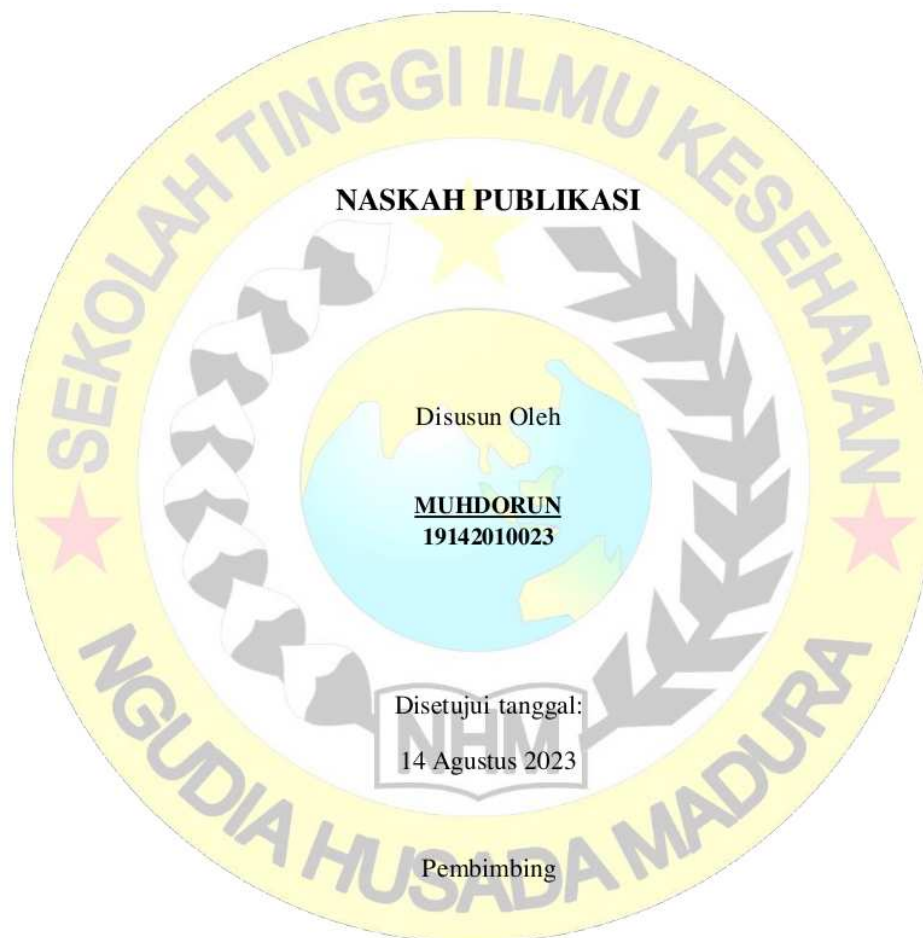 SEKOLAH TINGGI ILMU KESEHATAN
NASKAH PUBLIKASI
Disusun Oleh
MUHDORUN
19142010023
Disetujui tanggal:
NHM
14 Agustus 2023
Pembimbing
NGUDIA HUSADA MADURA